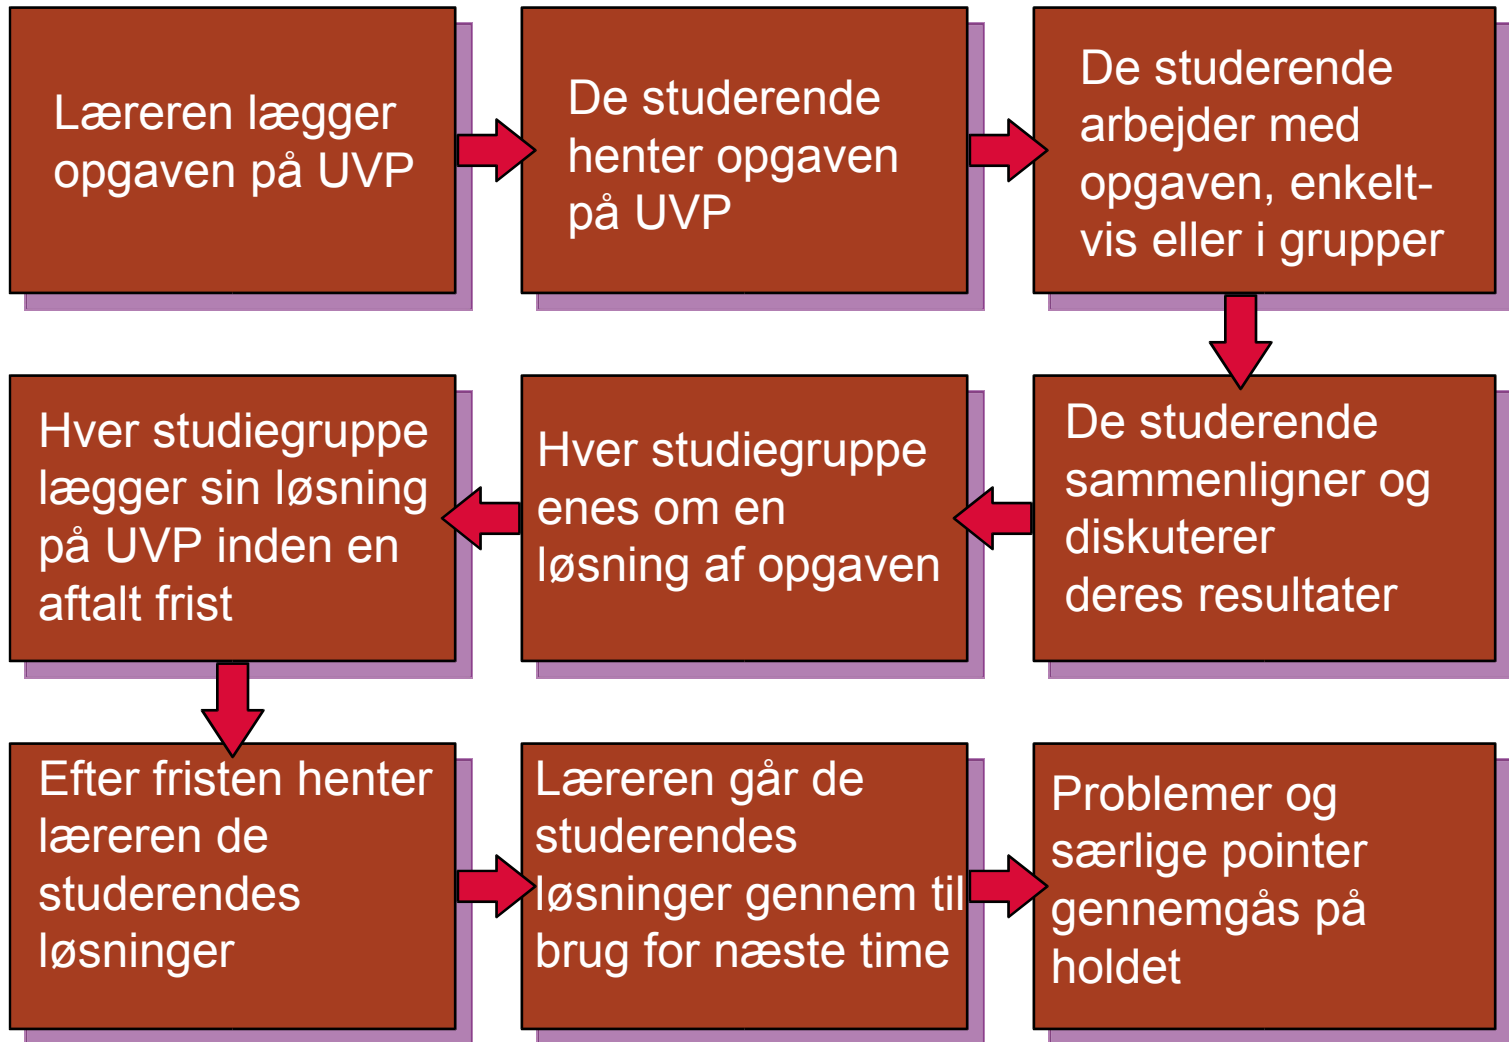 Læreren lægger
opgaven på UVP
De studerende
henter opgaven
på UVP
De studerende
arbejder med
opgaven, enkelt-
vis eller i grupper
De studerende
sammenligner og
diskuterer
deres resultater
Hver studiegruppe
enes om en
løsning af opgaven
Hver studiegruppe
lægger sin løsning
på UVP inden en
aftalt frist
Efter fristen henter
læreren de
studerendes
løsninger
Læreren går de
studerendes
løsninger gennem til
brug for næste time
Problemer og
særlige pointer
gennemgås på
holdet